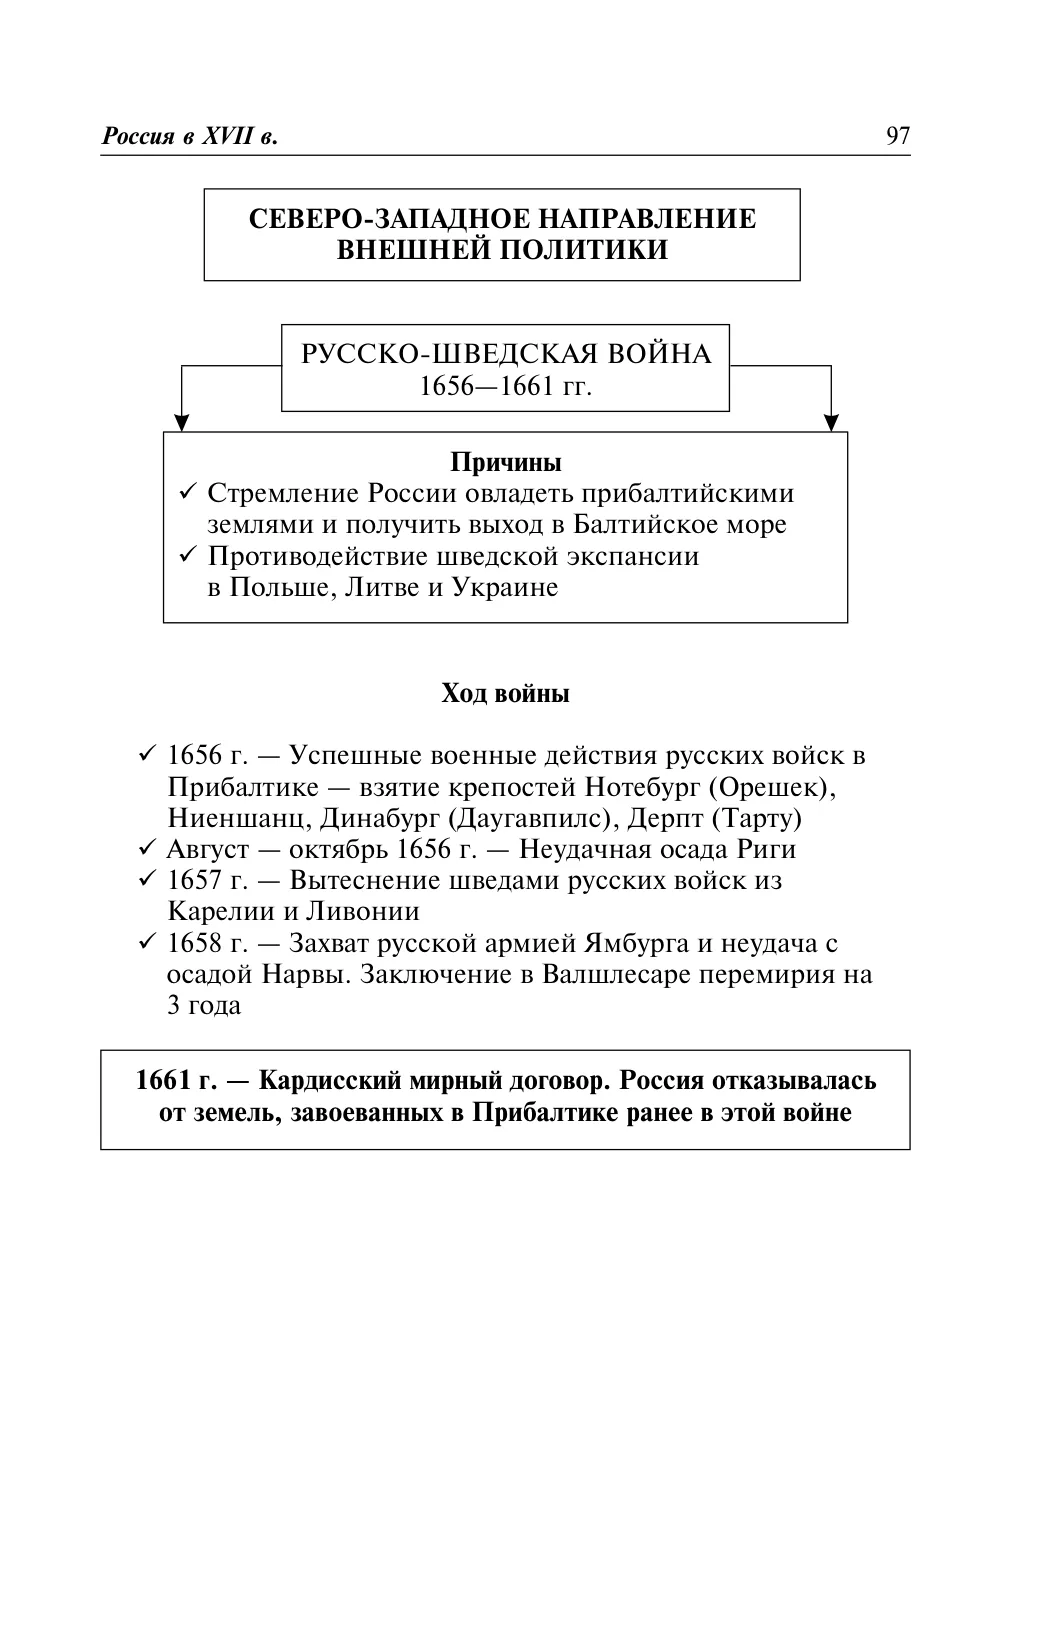 Россия в XVII в. 97
СЕВЕРО-ЗАПАДНОЕ НАПРАВЛЕНИЕ
ВНЕШНЕЙ ПОЛИТИКИ
РУССКО-ШВЕДСКАЯ ВОЙНА
1656—1661 гг.
Причины
✓ Стремление России овладеть прибалтийскими
землями и получить выход в Балтийское море
✓ Противодействие шведской экспансии
в Польше, Литве и Украине
Ход войны
✓ 1656 г. — Успешные военные действия русских войск в
Прибалтике — взятие крепостей Нотебург (Орешек),
Ниеншанц, Динабург (Даугавпилс), Дерпт (Тарту)
✓ Август — октябрь 1656 г. — Неудачная осада Риги
✓ 1657 г. — Вытеснение шведами русских войск из
Карелии и Ливонии
✓ 1658 г. — Захват русской армией Ямбурга и неудача с
осадой Нарвы. Заключение в Валшлесаре перемирия на
3 года
1661 г. — Кардисский мирный договор. Россия отказывалась
от земель, завоеванных в Прибалтике ранее в этой войне